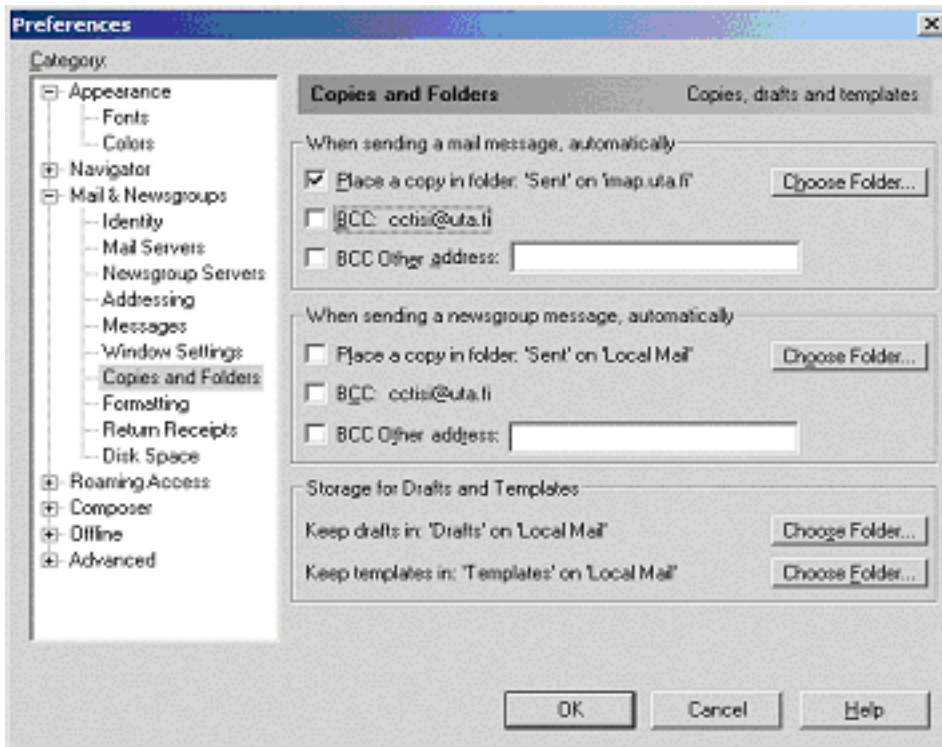 Preferences
Category:
Appearance
Fonts
Colors
Navigator
Mail & Newsgroups
Identity
Mail Servers
Newsgroup Servers
Addressing
Messages
Window Settings
Copies and Folders
Formatting
Return Receipts
Disk Space
Roaming Access
Composer
Offline
Advanced
Copies and Folders Copies, drafts and templates
When sending a mail message, automatically
Place a copy in folder: 'Sent' on 'imap.uta.fi' Choose Folder...
BCC: cctisi@uta.fi
BCC Other address:
When sending a newsgroup message, automatically
Place a copy in folder: 'Sent' on 'Local Mail' Choose Folder...
BCC: cctisi@uta.fi
BCC Other address:
Storage for Drafts and Templates
Keep drafts in: 'Drafts' on 'Local Mail' Choose Folder...
Keep templates in: 'Templates' on 'Local Mail' Choose Folder...
OK Cancel Help